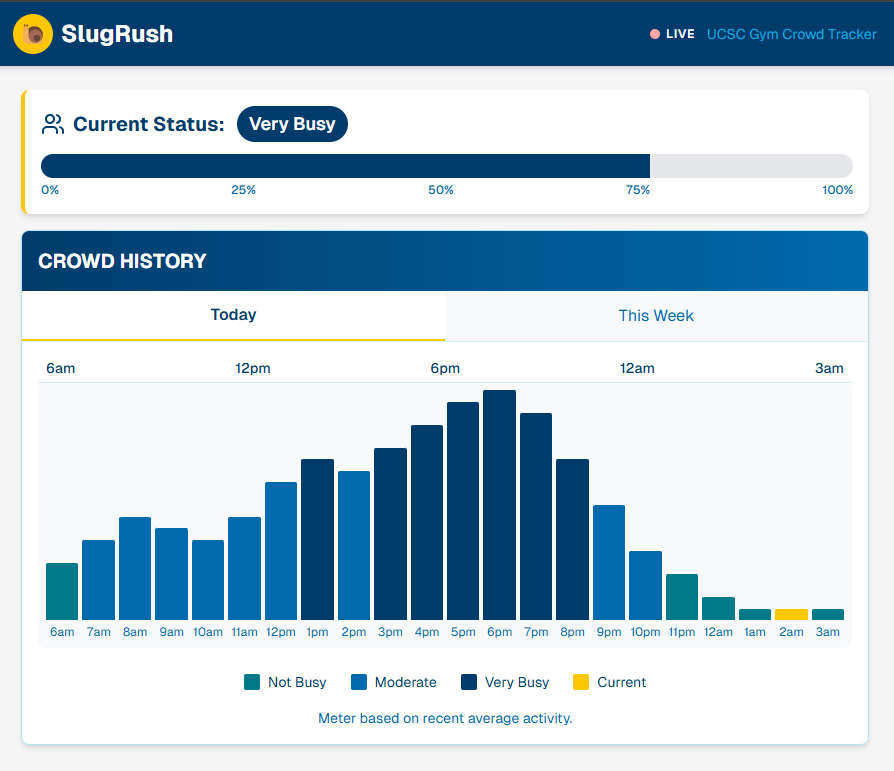 SlugRush
LIVE UCSC Gym Crowd Tracker
Current Status: Very Busy
0% 25% 50% 75% 100%
CROWD HISTORY
Today This Week
6am 12pm 6pm 12am 3am
6am 7am 8am 9am 10am 11am 12pm 1pm 2pm 3pm 4pm 5pm 6pm 7pm 8pm 9pm 10pm 11pm 12am 1am 2am 3am
Not Busy Moderate Very Busy Current
Meter based on recent average activity.